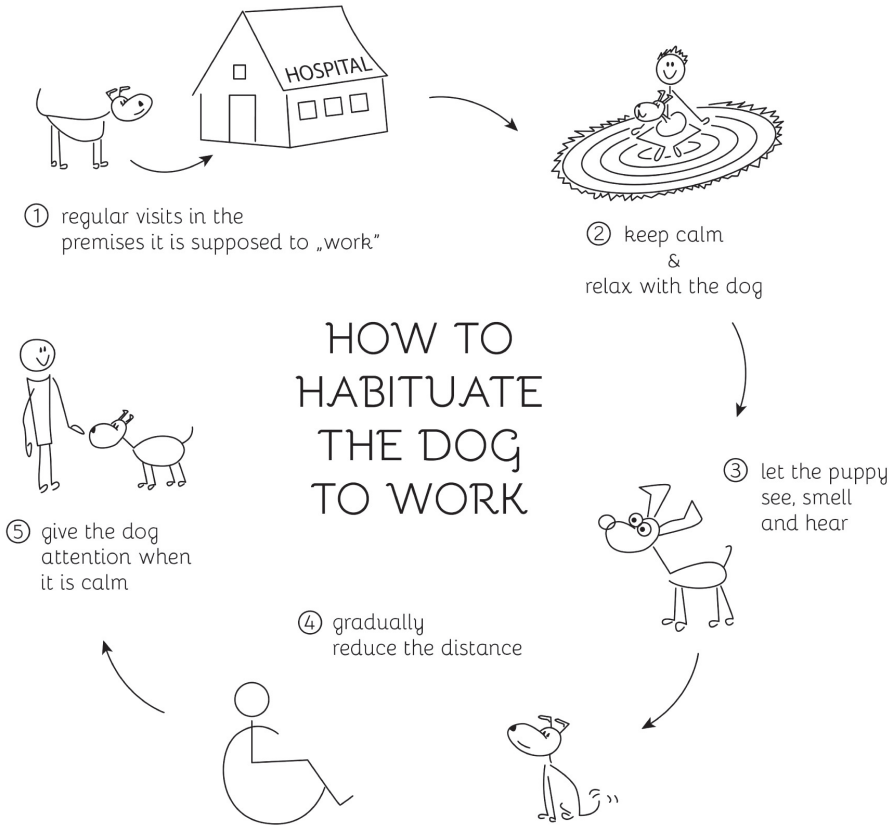 HOSPITAL
① regular visits in the
premises it is supposed to „work”
② keep calm
&
relax with the dog
HOW TO
HABITUATE
THE DOG
TO WORK
③ let the puppy
see, smell
and hear
④ gradually
reduce the distance
⑤ give the dog
attention when
it is calm